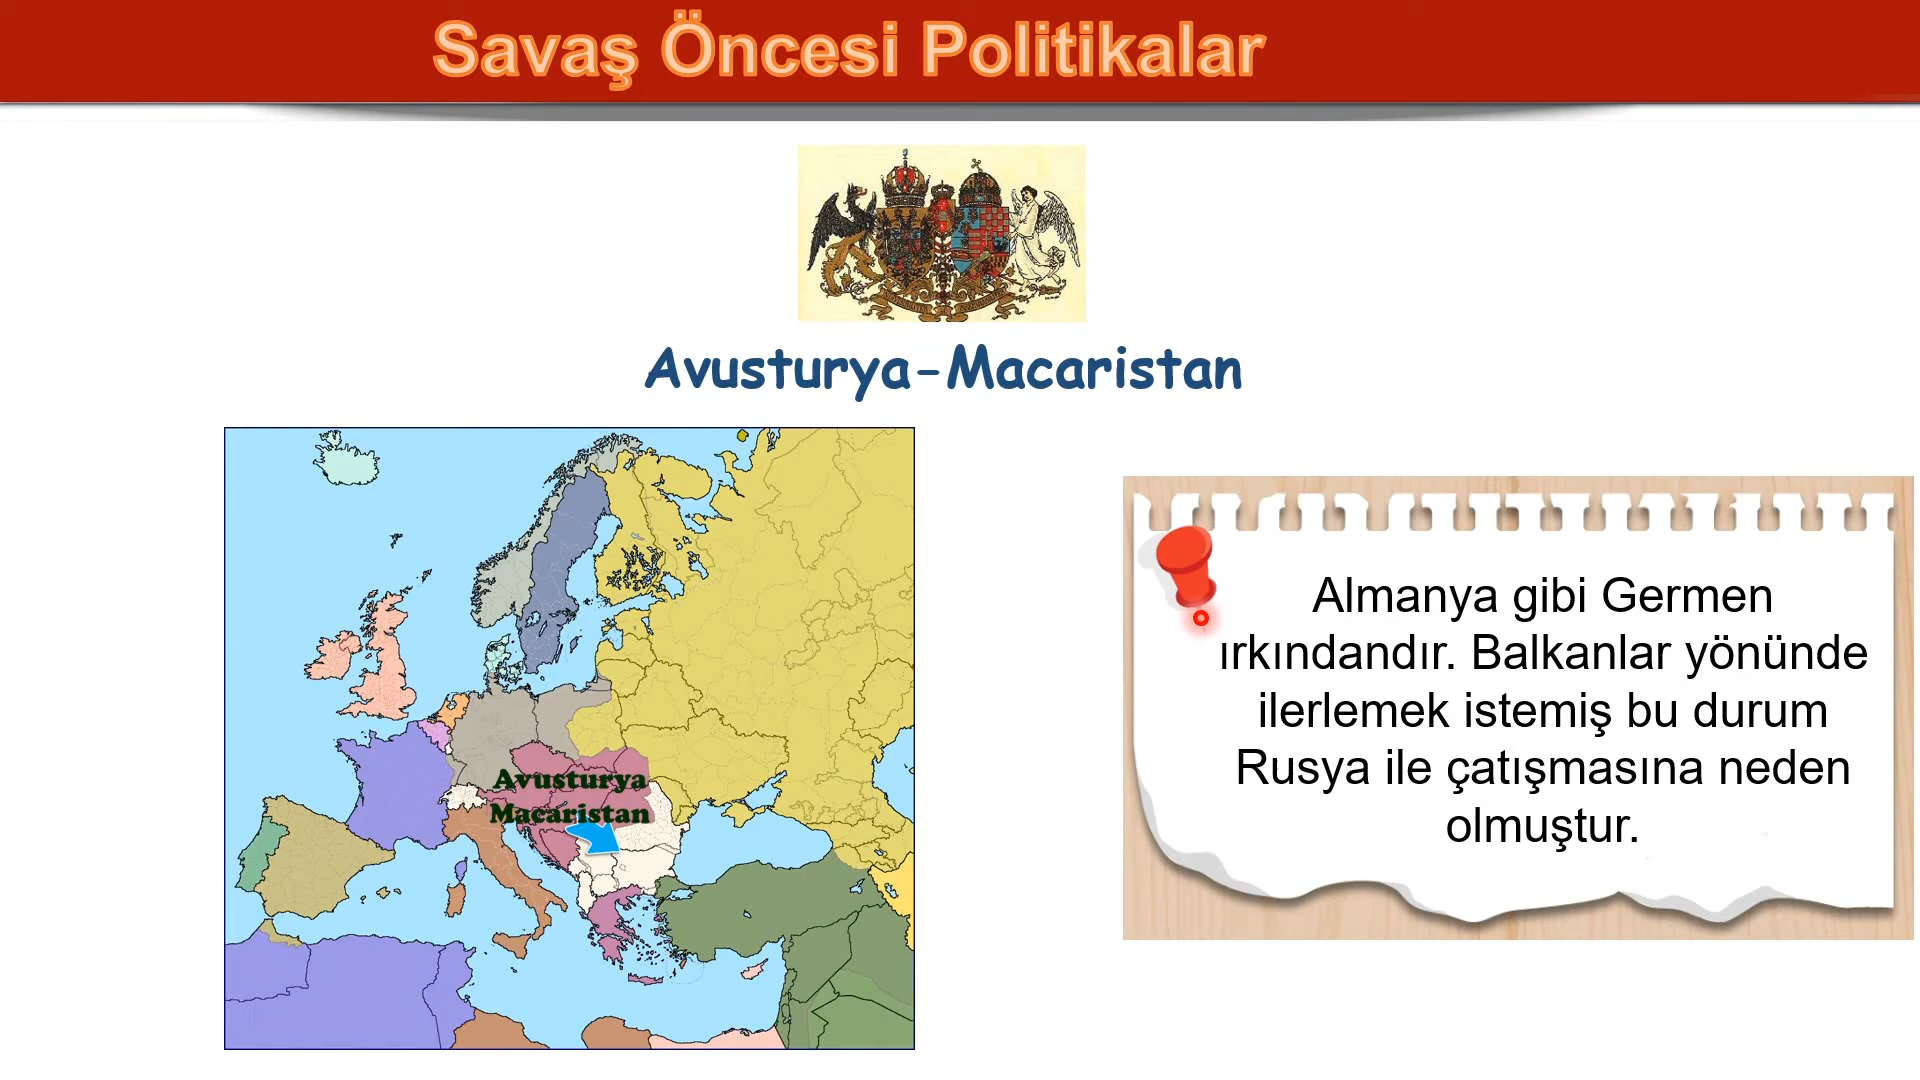 Savaş Öncesi Politikalar
Avusturya-Macaristan
Avusturya
Macaristan
Almanya gibi Germen
ırkındandır. Balkanlar yönünde
ilerlemek istemiş bu durum
Rusya ile çatışmasına neden
olmuştur.